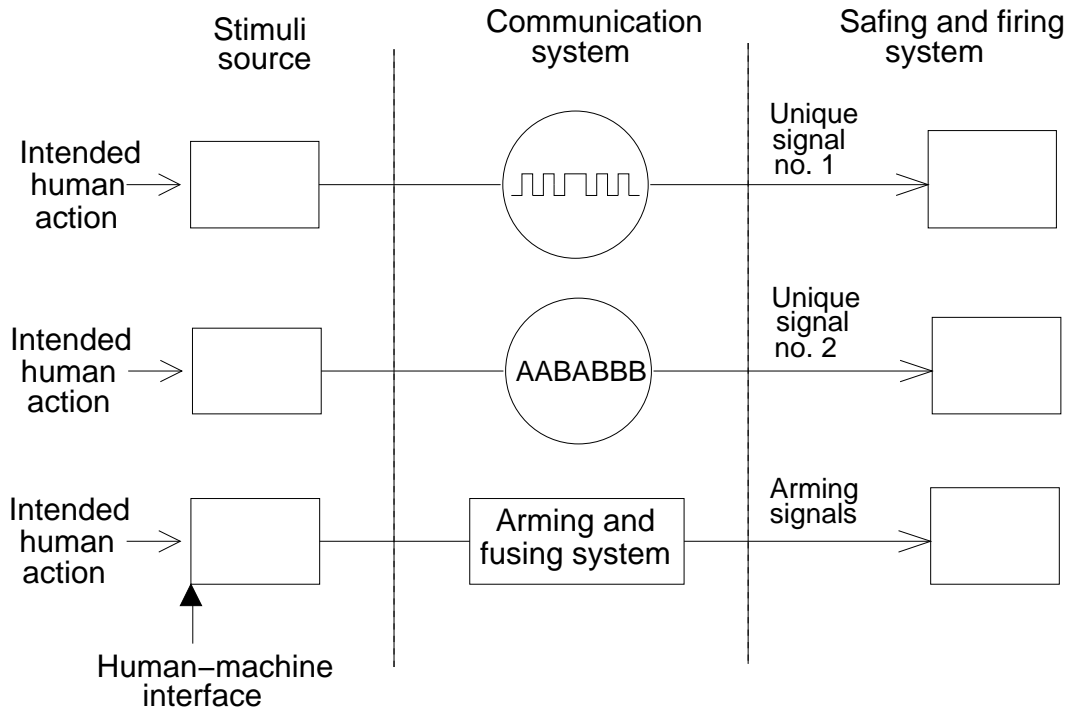 Stimuli
source
Communication
system
Safing and firing
system
Intended
human
action
Unique
signal
no. 1
Intended
human
action
AABABBB
Unique
signal
no. 2
Intended
human
action
Arming and
fusing system
Arming
signals
Human–machine
interface